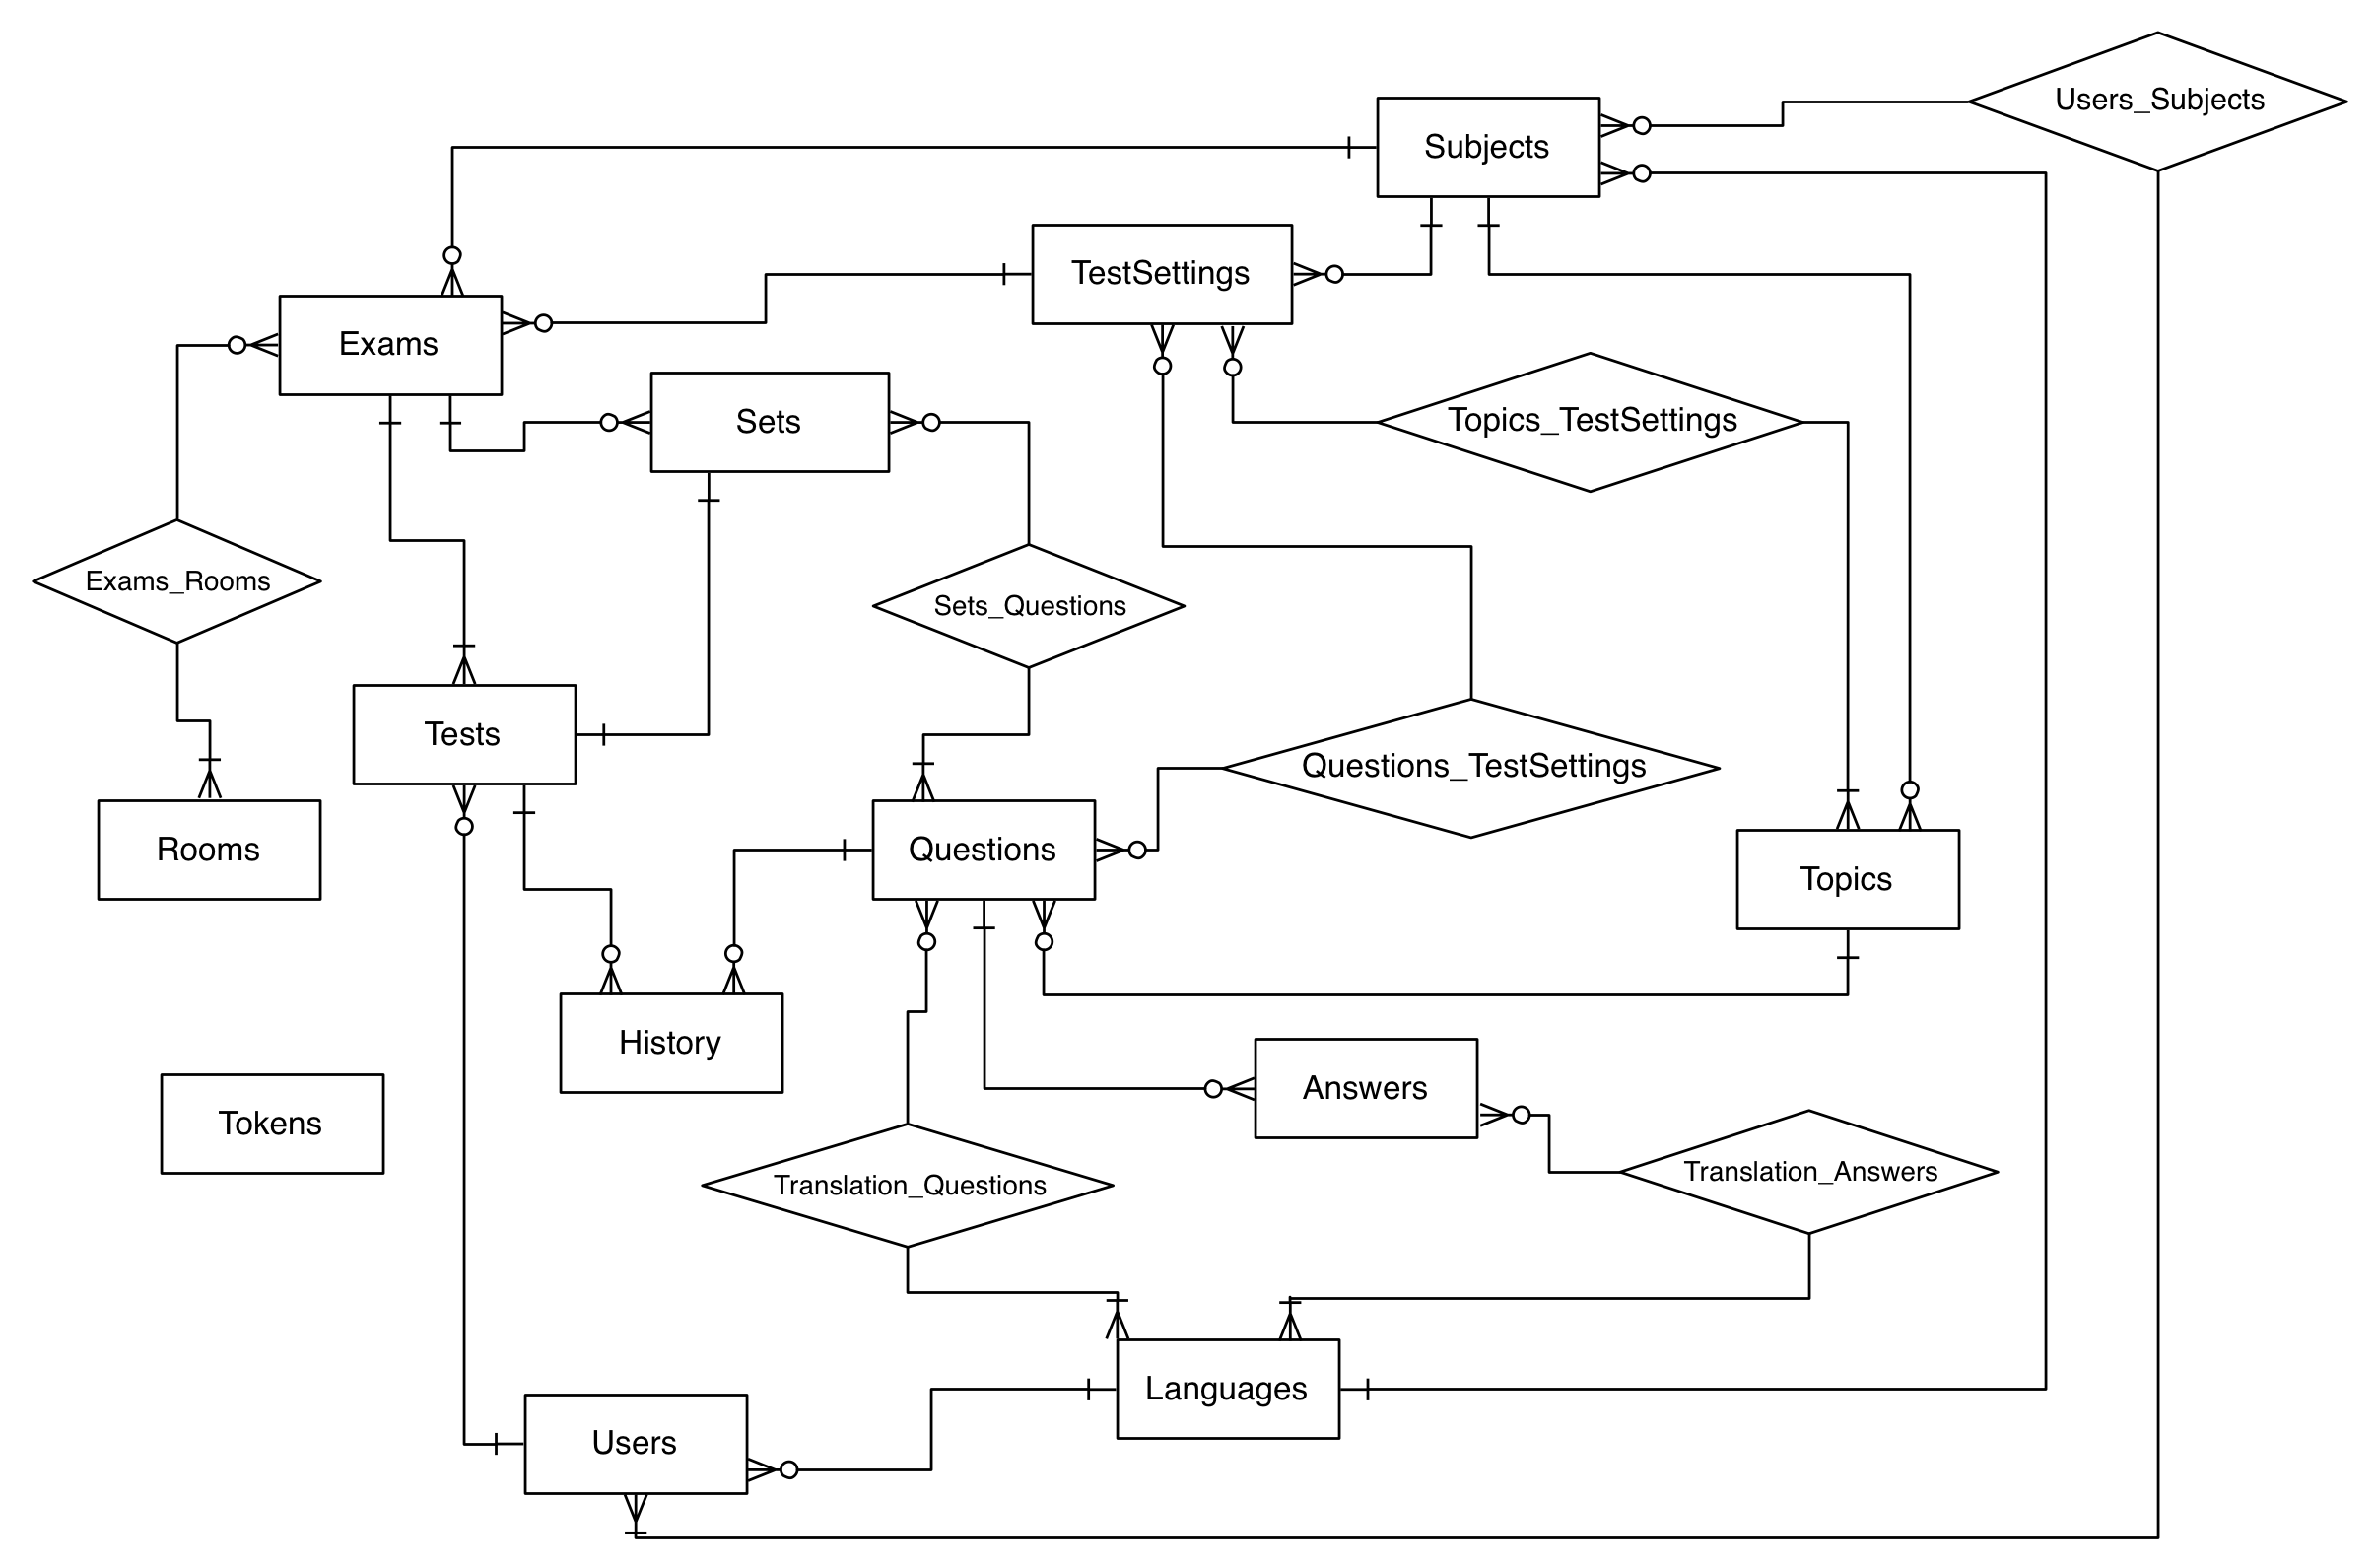 Users_Subjects
Subjects
TestSettings
Exams
Sets
Topics_TestSettings
Exams_Rooms
Sets_Questions
Tests
Questions_TestSettings
Rooms
Questions
Topics
History
Answers
Tokens
Translation_Questions
Translation_Answers
Languages
Users